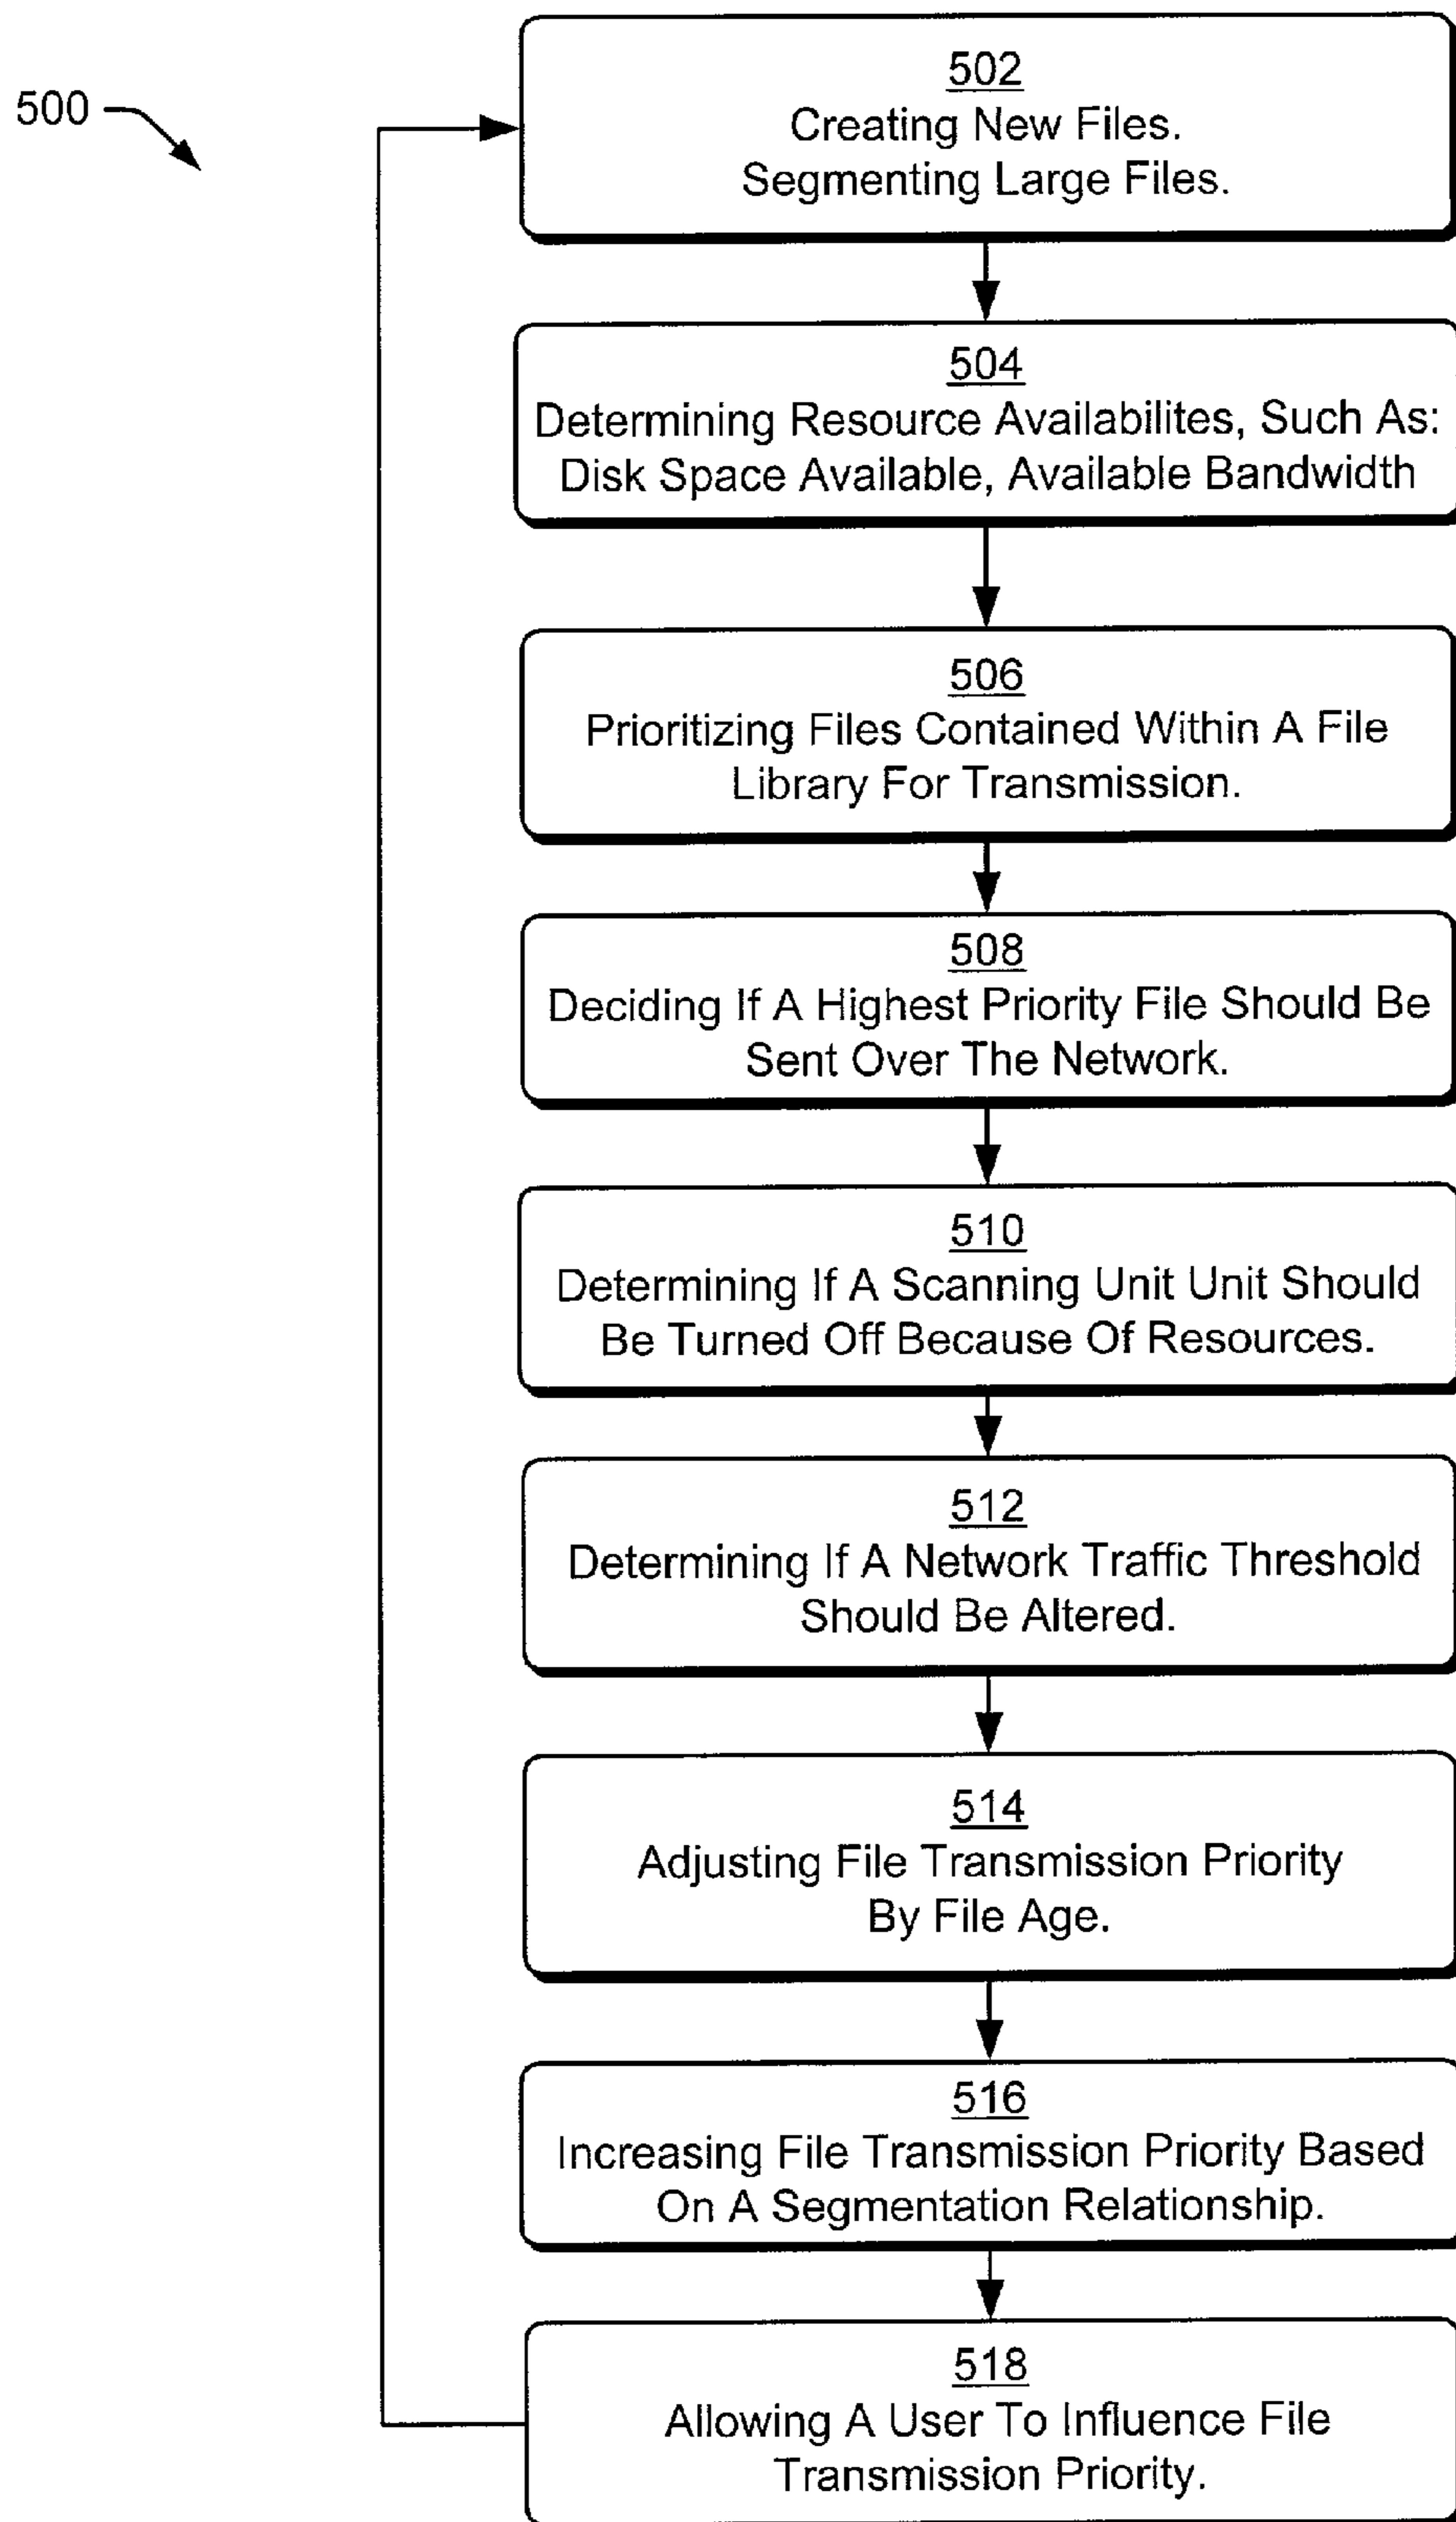 500
502
Creating New Files.
Segmenting Large Files.
504
Determining Resource Availabilites, Such As:
Disk Space Available, Available Bandwidth
506
Prioritizing Files Contained Within A File
Library For Transmission.
508
Deciding If A Highest Priority File Should Be
Sent Over The Network.
510
Determining If A Scanning Unit Unit Should
Be Turned Off Because Of Resources.
512
Determining If A Network Traffic Threshold
Should Be Altered.
514
Adjusting File Transmission Priority
By File Age.
516
Increasing File Transmission Priority Based
On A Segmentation Relationship.
518
Allowing A User To Influence File
Transmission Priority.